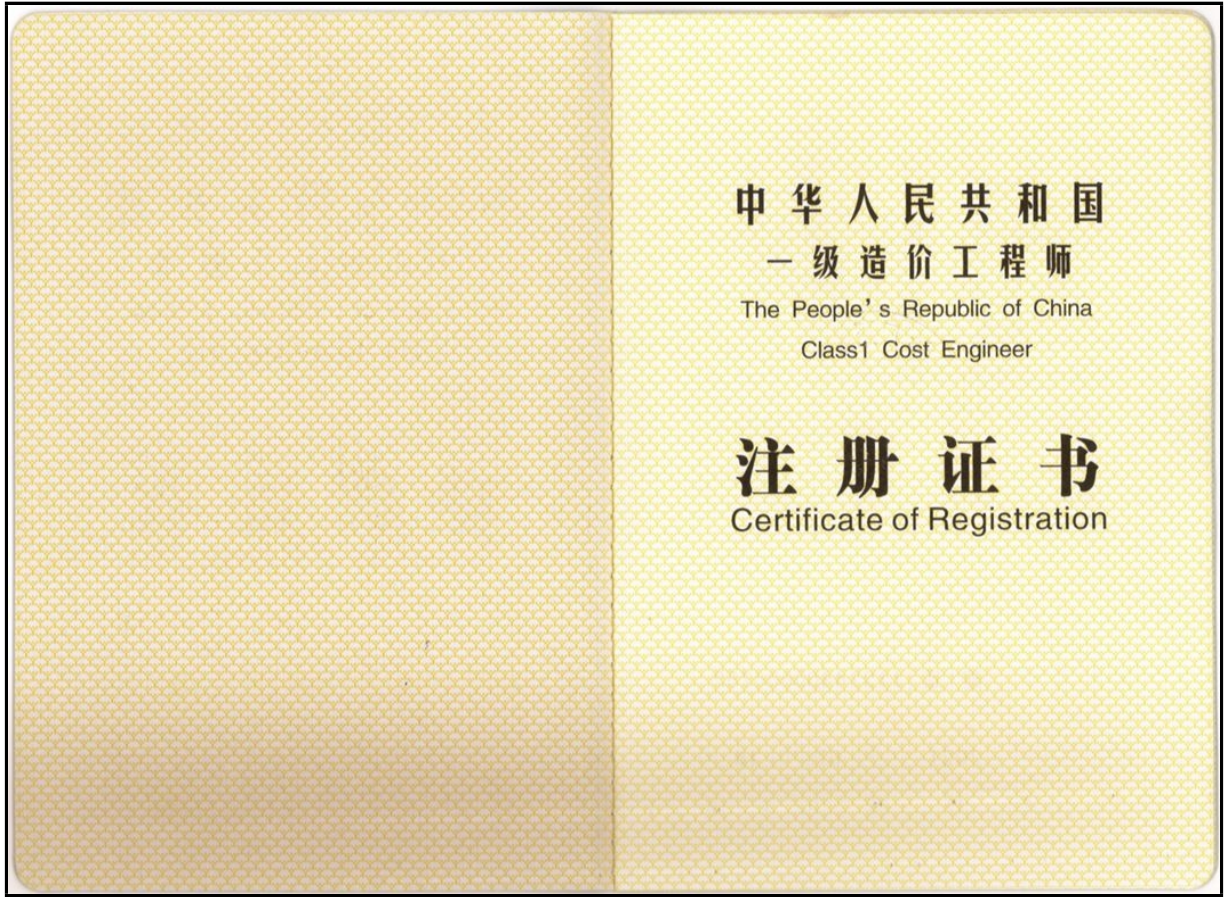 中华人民共和国
一级造价工程师
The People's Republic of China
Class1 Cost Engineer
注册证书
Certificate of Registration